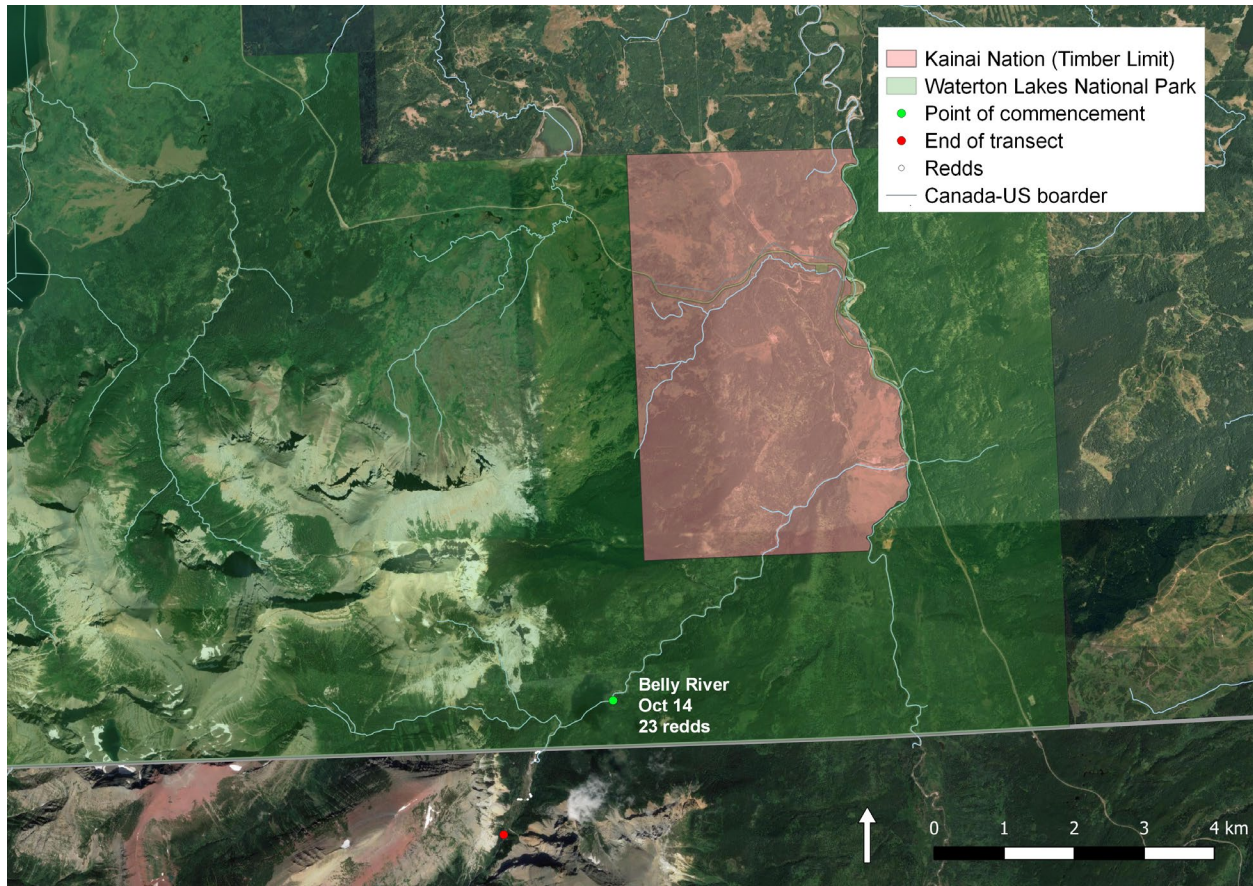 Kainai Nation (Timber Limit)
Waterton Lakes National Park
Point of commencement
End of transect
Redds
Canada-US boarder
Belly River
Oct 14
23 redds
0 1 2 3 4 km